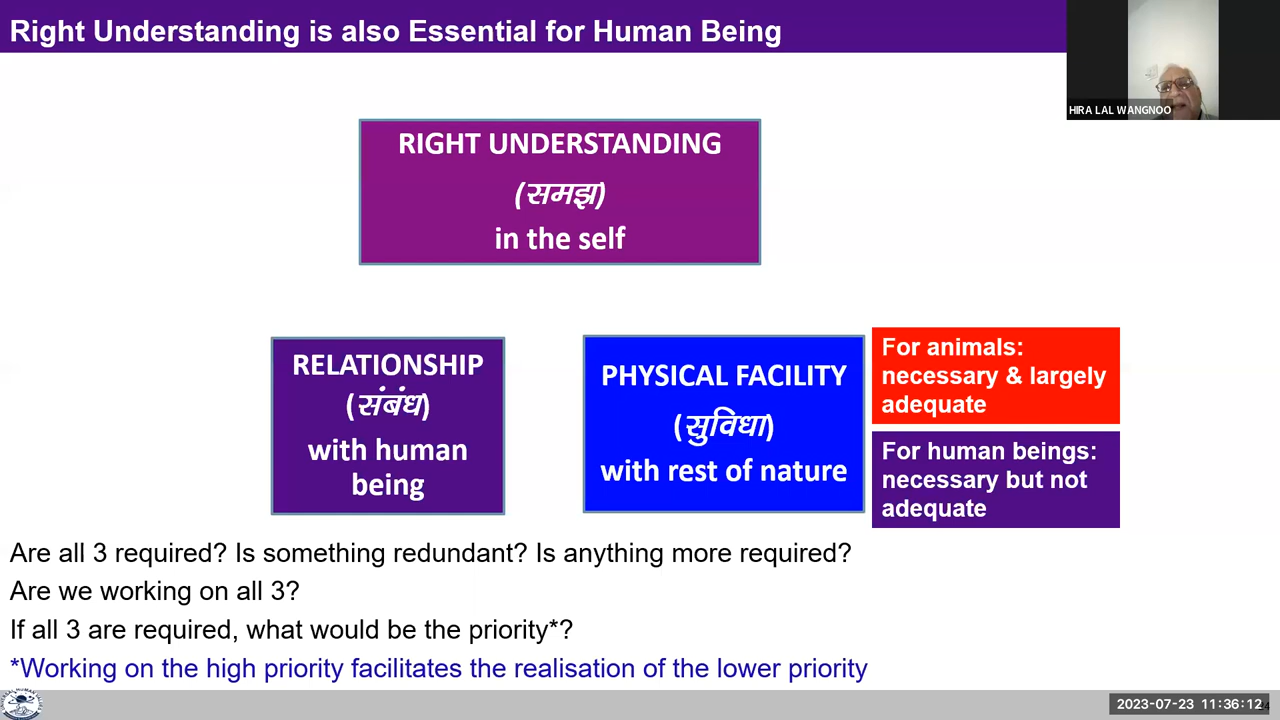 Right Understanding is also Essential for Human Being
HIRA LAL WANGNOO
RIGHT UNDERSTANDING
(समझ)
in the self
RELATIONSHIP
(संबंध)
with human
being
PHYSICAL FACILITY
(सुविधा)
with rest of nature
For animals:
necessary & largely
adequate
For human beings:
necessary but not
adequate
Are all 3 required? Is something redundant? Is anything more required?
Are we working on all 3?
If all 3 are required, what would be the priority*?
*Working on the high priority facilitates the realisation of the lower priority
2023-07-23 11:36:12